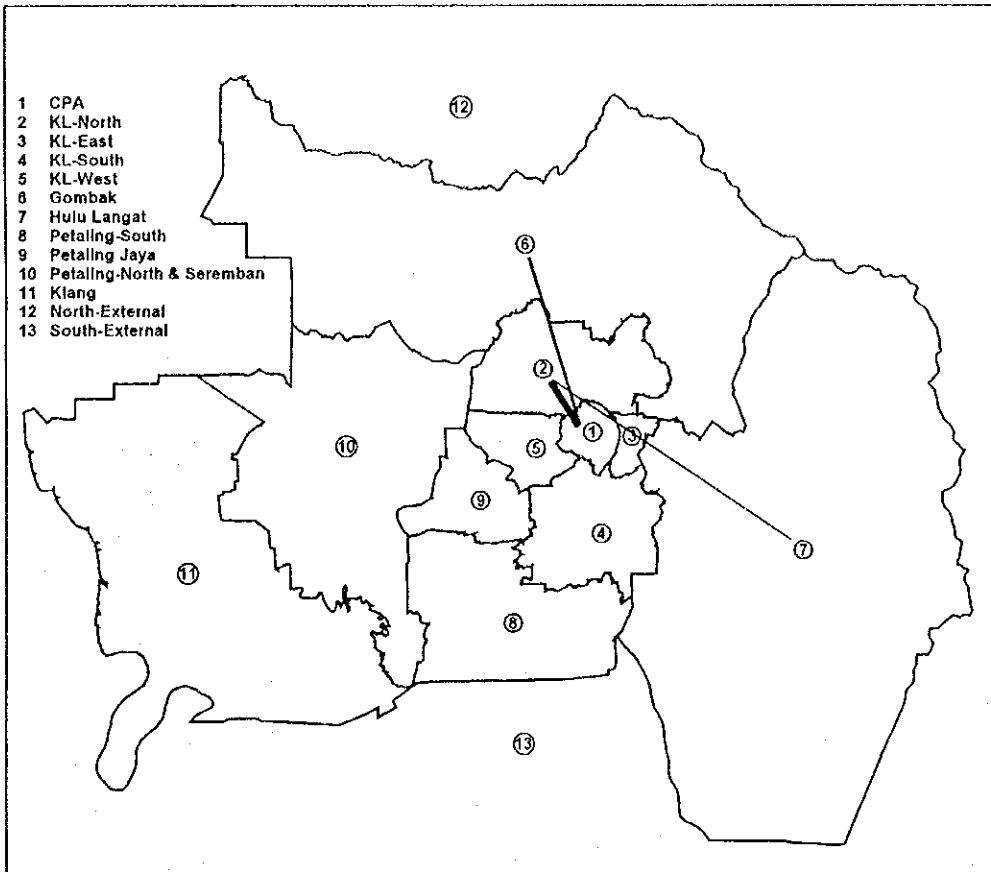 1 CPA
2 KL-North
3 KL-East
4 KL-South
5 KL-West
6 Gombak
7 Hulu Langat
8 Petaling-South
9 Petaling Jaya
10 Petaling-North & Seremban
11 Klang
12 North-External
13 South-External
12
6
2
1
3
5
10
9
4
7
11
8
13